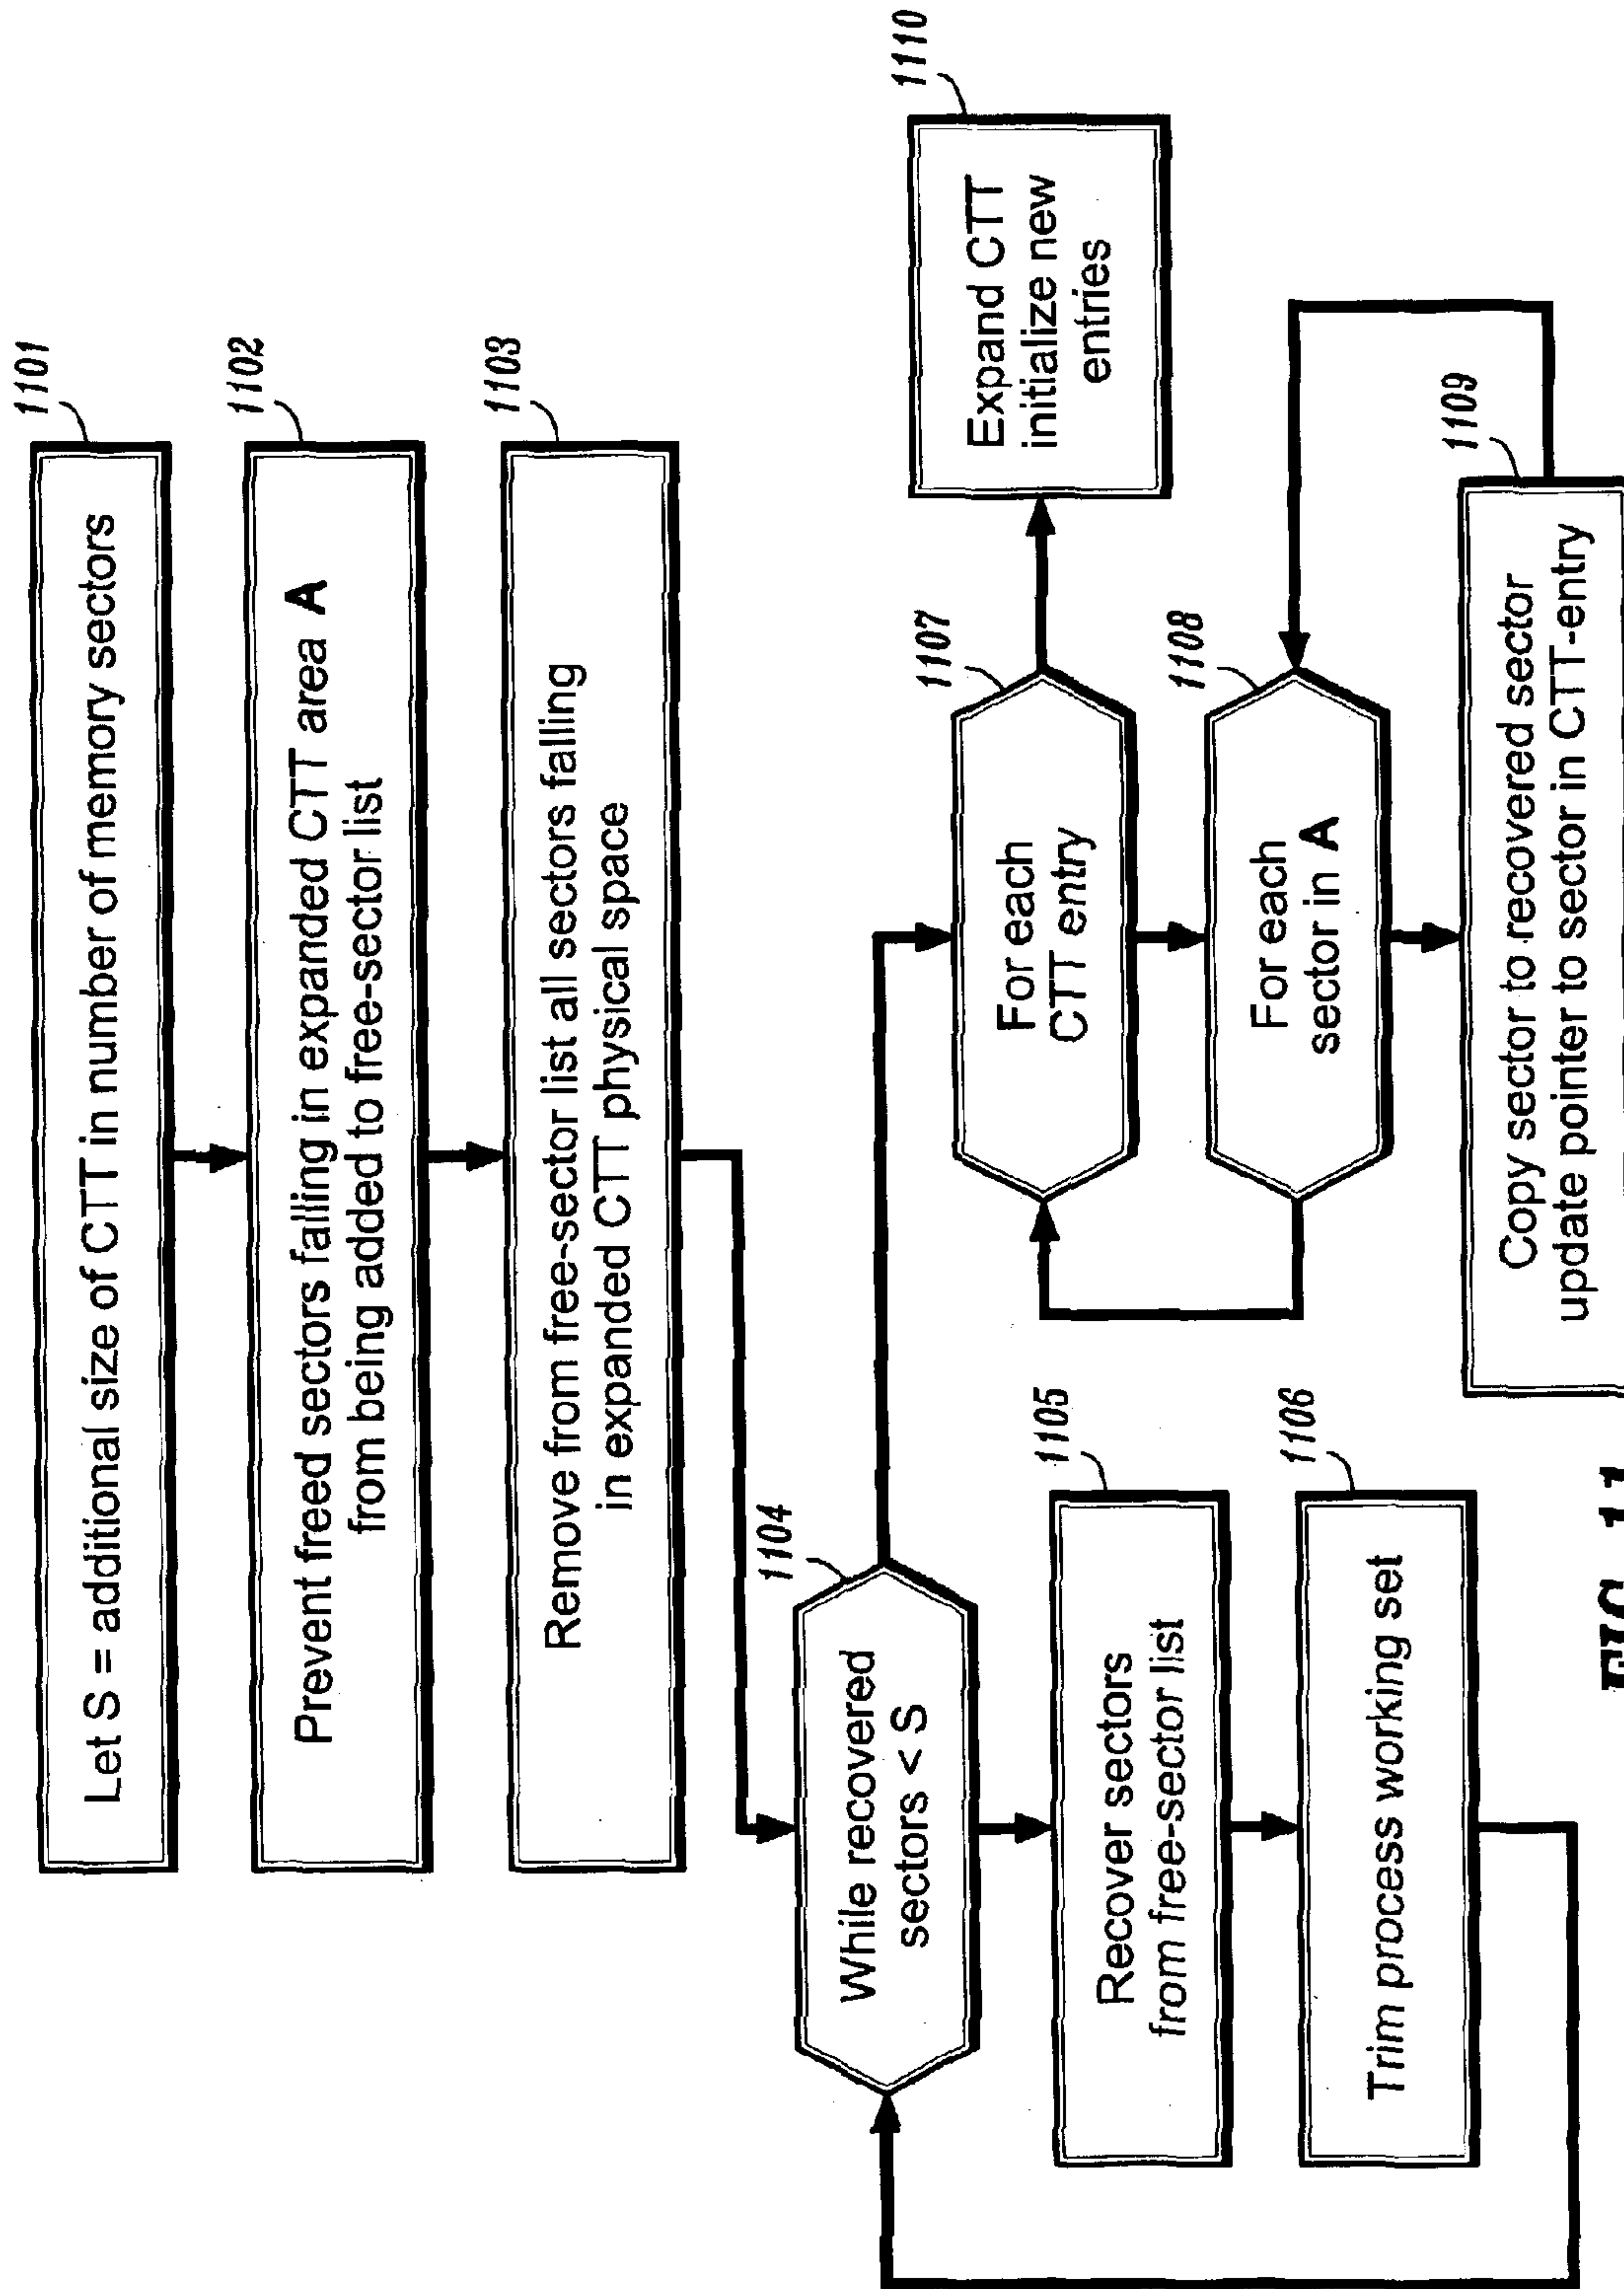 1101
Let S = additional size of CTT in number of memory sectors
1102
Prevent freed sectors falling in expanded CTT area A
from being added to free-sector list
1103
Remove from free-sector list all sectors falling
in expanded CTT physical space
1104
While recovered
sectors < S
1105
Recover sectors
from free-sector list
1106
Trim process working set
1107
For each
CTT entry
1108
For each
sector in A
1109
Copy sector to recovered sector
update pointer to sector in CTT-entry
1110
Expand CTT
initialize new
entries
FIG. 11